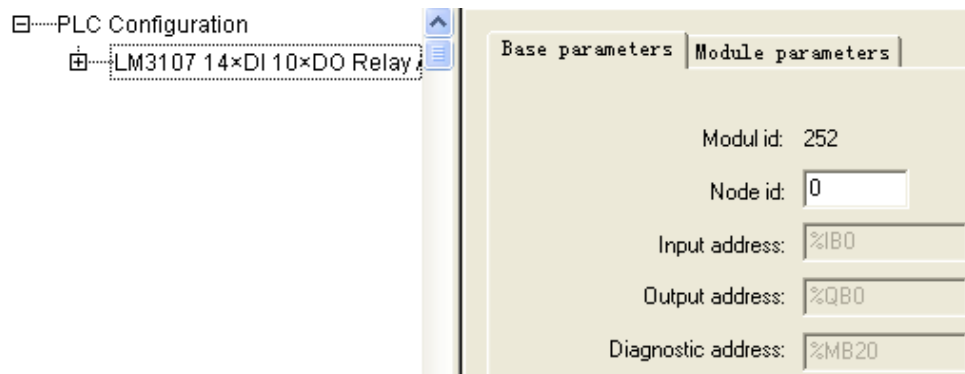 PLC Configuration
LM3107 14×DI 10×DO Relay
Base parameters
Module parameters
Modul id: 252
Node id: 0
Input address: %IB0
Output address: %QB0
Diagnostic address: %MB20